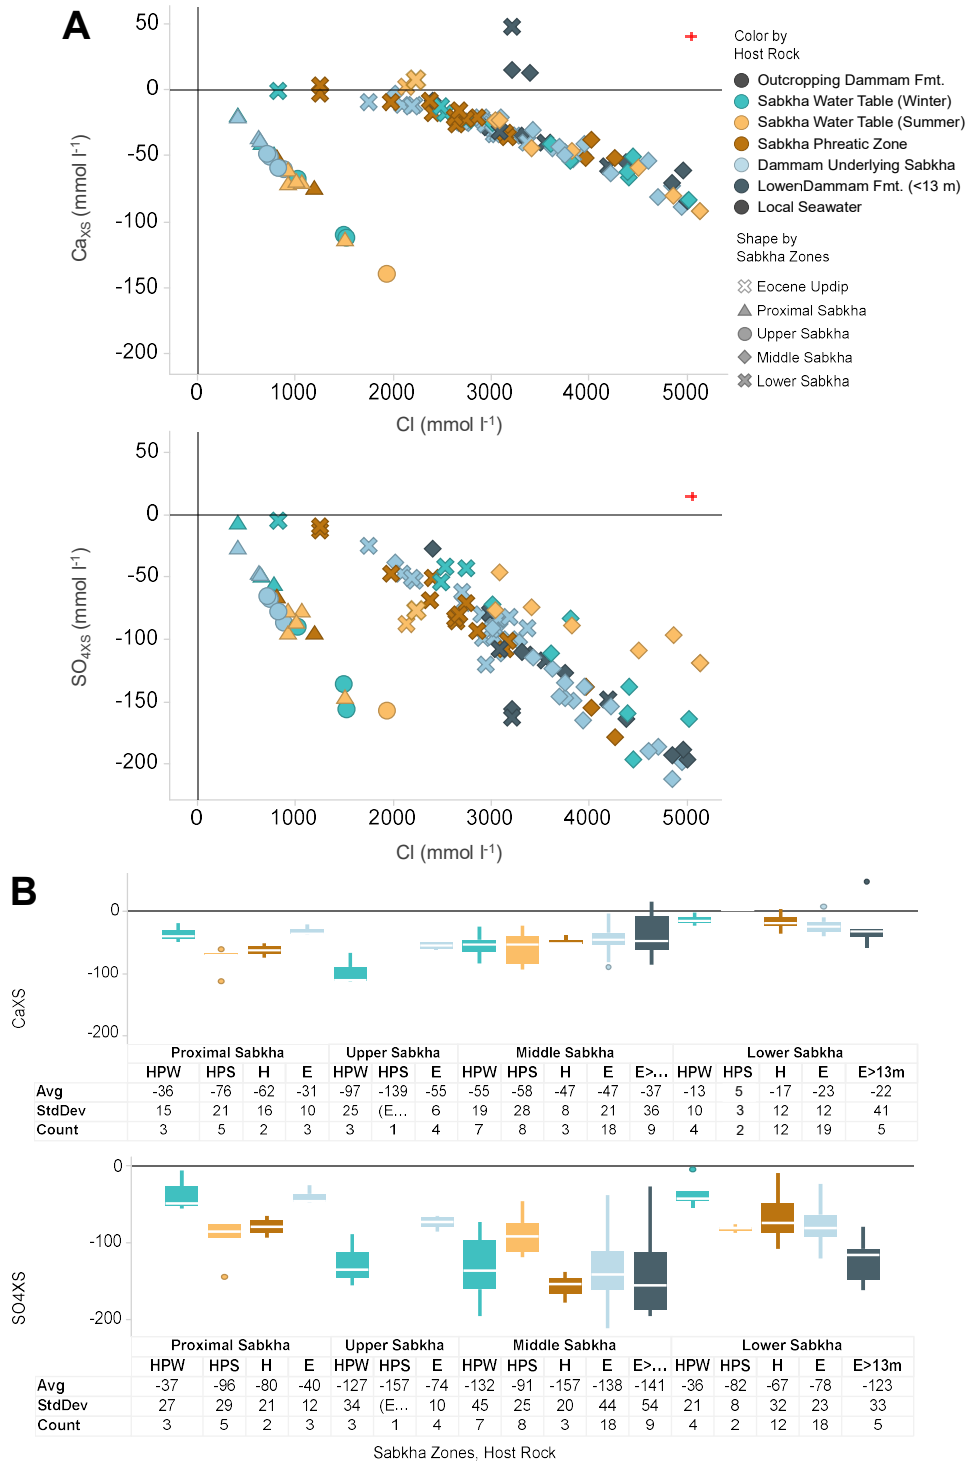 A
50
0
-50
-100
-150
-200
CaXS (mmol l-1)
0 1000 2000 3000 4000 5000
Cl (mmol l-1)
Color by
Host Rock
Outcropping Dammam Fmt.
Sabkha Water Table (Winter)
Sabkha Water Table (Summer)
Sabkha Phreatic Zone
Dammam Underlying Sabkha
LowenDammam Fmt. (<13 m)
Local Seawater
Shape by
Sabkha Zones
Eocene Updip
Proximal Sabkha
Upper Sabkha
Middle Sabkha
Lower Sabkha
50
0
-50
-100
-150
-200
SO4XS (mmol l-1)
0 1000 2000 3000 4000 5000
Cl (mmol l-1)
B
0
-100
-200
CaXS
Proximal Sabkha Upper Sabkha Middle Sabkha Lower Sabkha
HPW HPS H E HPW HPS E HPW HPS H E E>... HPW HPS H E E>13m
Avg -36 -76 -62 -31 -97 -139 -55 -55 -58 -47 -47 -37 -13 5 -17 -23 -22
StdDev 15 21 16 10 25 (E... 6 19 28 8 21 36 10 3 12 12 41
Count 3 5 2 3 3 1 4 7 8 3 18 9 4 2 12 19 5
0
-100
-200
SO4XS
Proximal Sabkha Upper Sabkha Middle Sabkha Lower Sabkha
HPW HPS H E HPW HPS E HPW HPS H E E>... HPW HPS H E E>13m
Avg -37 -96 -80 -40 -127 -157 -74 -132 -91 -157 -138 -141 -36 -82 -67 -78 -123
StdDev 27 29 21 12 34 (E... 10 45 25 20 44 54 21 8 32 23 33
Count 3 5 2 3 3 1 4 7 8 3 18 9 4 2 12 18 5
Sabkha Zones, Host Rock